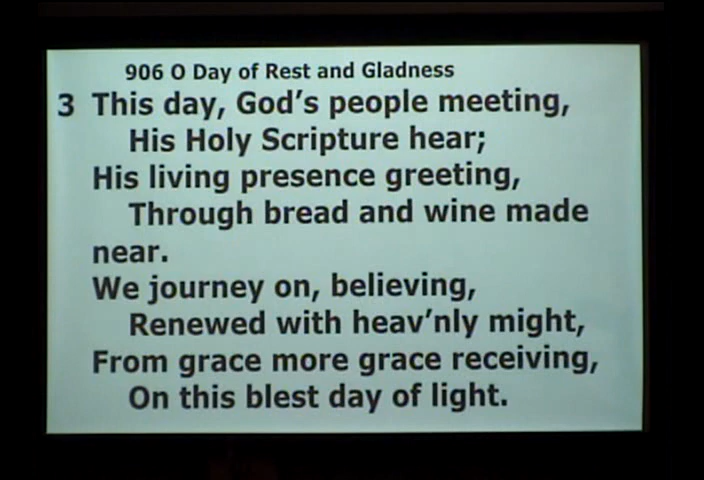 906 O Day of Rest and Gladness
3 This day, God's people meeting,
His Holy Scripture hear;
His living presence greeting,
Through bread and wine made
near.
We journey on, believing,
Renewed with heav'nly might,
From grace more grace receiving,
On this blest day of light.